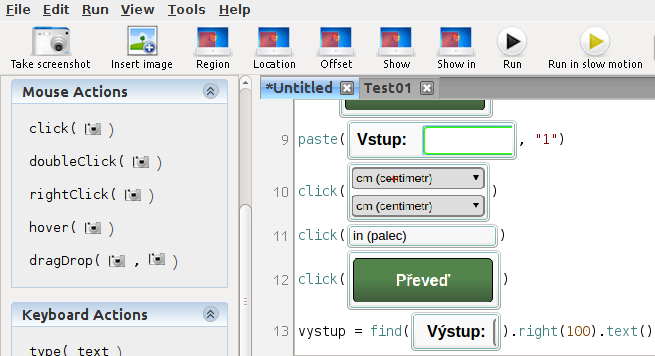 File Edit Run View Tools Help
Take screenshot Insert image Region Location Offset Show Show in Run Run in slow motion
*Untitled Test01
Mouse Actions
click( )
doubleClick( )
rightClick( )
hover( )
dragDrop( , )
Keyboard Actions
type( text )
9 paste( Vstup: , "1")
10 click( cm (centimetr) )
cm (centimetr)
11 click( in (palec) )
12 click( Převeď )
13 vystup = find( Výstup: ).right(100).text()